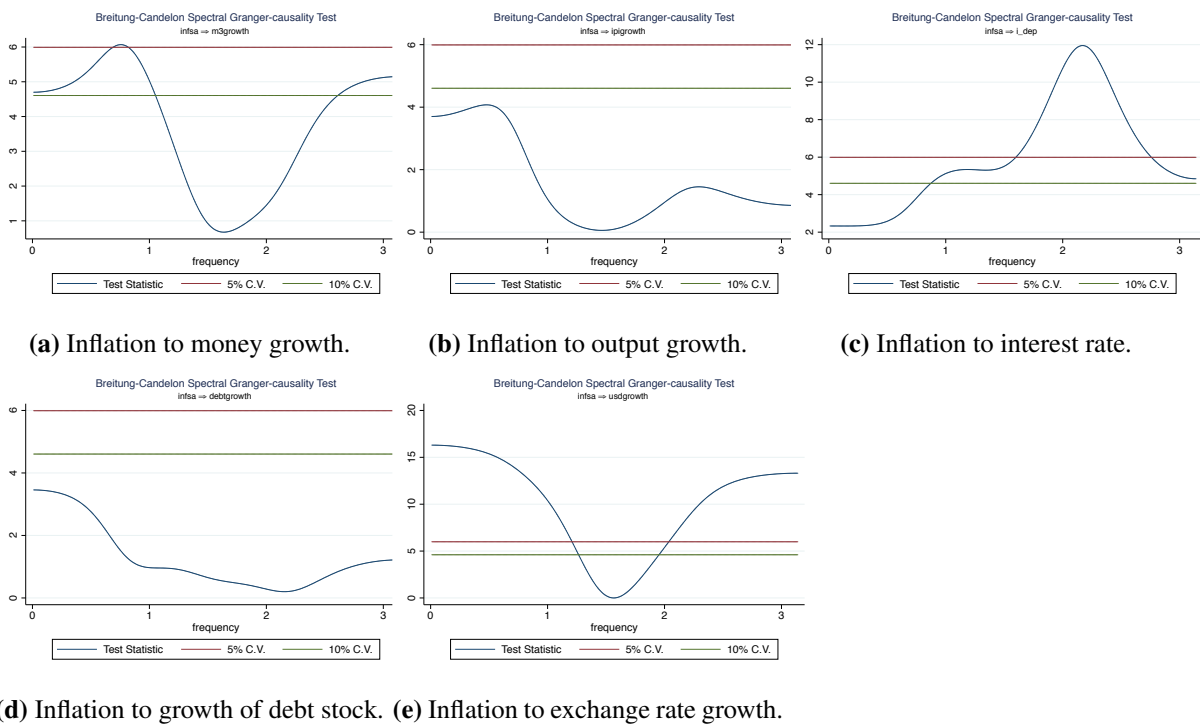 Breitung-Candelon Spectral Granger-causality Test
infsa ⇒ m3growth
6
5
4
3
2
1
0 1 2 3
frequency
Test Statistic 5% C.V. 10% C.V.
(a) Inflation to money growth.
Breitung-Candelon Spectral Granger-causality Test
infsa ⇒ ipigrowth
6
4
2
0
0 1 2 3
frequency
Test Statistic 5% C.V. 10% C.V.
(b) Inflation to output growth.
Breitung-Candelon Spectral Granger-causality Test
infsa ⇒ i_dep
12
10
8
6
4
2
0 1 2 3
frequency
Test Statistic 5% C.V. 10% C.V.
(c) Inflation to interest rate.
Breitung-Candelon Spectral Granger-causality Test
infsa ⇒ debtgrowth
6
4
2
0
0 1 2 3
frequency
Test Statistic 5% C.V. 10% C.V.
(d) Inflation to growth of debt stock.
Breitung-Candelon Spectral Granger-causality Test
infsa ⇒ usdgrowth
20
15
10
5
0
0 1 2 3
frequency
Test Statistic 5% C.V. 10% C.V.
(e) Inflation to exchange rate growth.